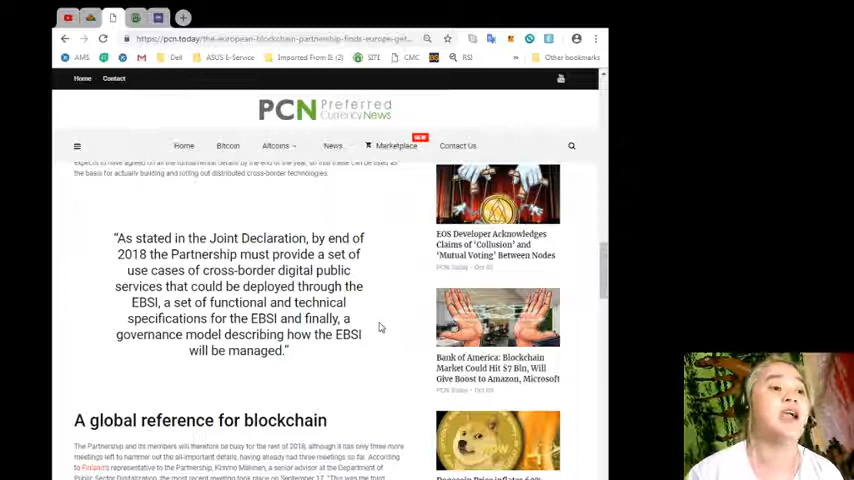 https://pcn.today/the-european-blockchain-partnership-finds-europe-get...
AMS
Dell
ASUS E-Service
Imported From IE (2)
SITE
CMC
RSI
»
Other bookmarks
Home
Contact
PCN Preferred
Currency News
NEW
Home
Bitcoin
Altcoins
News
Marketplace
Contact Us
expects to have agreed on all the fundamental details by the end of the year, so that these can be used as
the basis for actually building and rolling out distributed cross-border technologies.
“As stated in the Joint Declaration, by end of
2018 the Partnership must provide a set of
use cases of cross-border digital public
services that could be deployed through the
EBSI, a set of functional and technical
specifications for the EBSI and finally, a
governance model describing how the EBSI
will be managed.”
A global reference for blockchain
The Partnership and its members will therefore be busy for the rest of 2018, although it has only three more
meetings left to hammer out the all-important details, having already had three meetings so far. According
to Finland's representative to the Partnership, Kimmo Mäkinen, a senior advisor at the Department of
Public Sector Digitalization, the most recent meeting took place on September 17. "This was the third
EOS Developer Acknowledges
Claims of ‘Collusion’ and
‘Mutual Voting’ Between Nodes
PCN Today - Oct 03
Bank of America: Blockchain
Market Could Hit $7 Bln, Will
Give Boost to Amazon, Microsoft
PCN Today - Oct 03
WOW